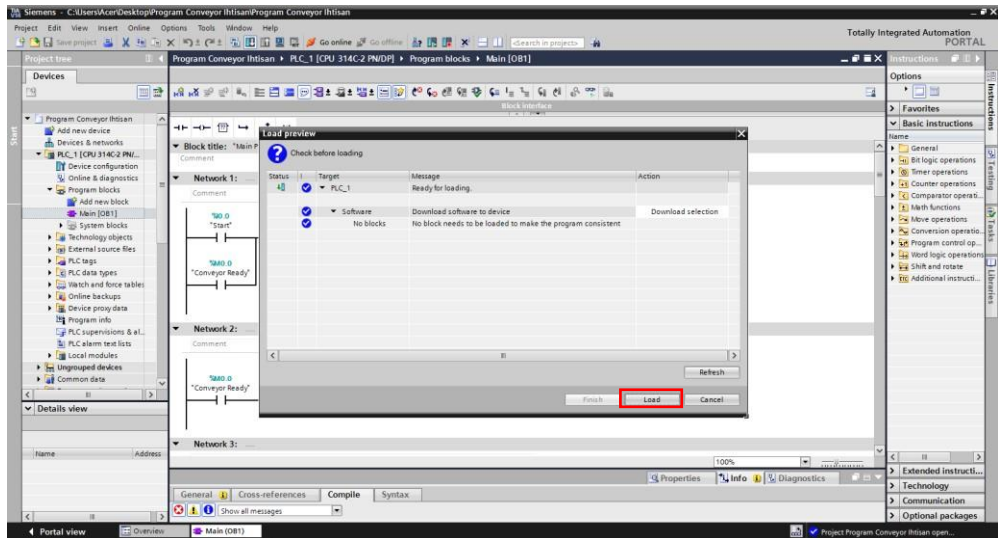 Siemens - C:\Users\Acer\Desktop\Program Conveyor Ihtisan\Program Conveyor Ihtisan
Project Edit View Insert Online Options Tools Window Help
Totally Integrated Automation
PORTAL
Save project
Go online
Go offline
<Search in project>
Project tree
Program Conveyor Ihtisan
PLC_1 [CPU 314C-2 PN/DP]
Program blocks
Main [OB1]
Instructions
Devices
Options
Block interface
Start
Program Conveyor Ihtisan
Add new device
Devices & networks
PLC_1 [CPU 314C-2 PN/...
Device configuration
Online & diagnostics
Program blocks
Add new block
Main [OB1]
System blocks
Technology objects
External source files
PLC tags
PLC data types
Watch and force tables
Online backups
Device proxy data
Program info
PLC supervisions & al...
PLC alarm text lists
Local modules
Ungrouped devices
Common data
Details view
Name Address
Block title: "Main P
Comment
Network 1: ...
Comment
%I0.0
"Start"
%M0.0
"Conveyor Ready"
Network 2: ...
Comment
%M0.0
"Conveyor Ready"
Network 3: ...
Load preview
Check before loading
Status ! Target Message Action
PLC_1 Ready for loading.
Software Download software to device Download selection
No blocks No block needs to be loaded to make the program consistent
Refresh
Finish Load Cancel
100%
Properties Info Diagnostics
General Cross-references Compile Syntax
Show all messages
Favorites
Basic instructions
Name
General
Bit logic operations
Timer operations
Counter operations
Comparator operati...
Math functions
Move operations
Conversion operatio...
Program control op...
Word logic operations
Shift and rotate
Additional instructi...
Extended instructi...
Technology
Communication
Optional packages
Instructions
Testing
Tasks
Libraries
Portal view Overview Main (OB1) Project Program Conveyor Ihtisan open...